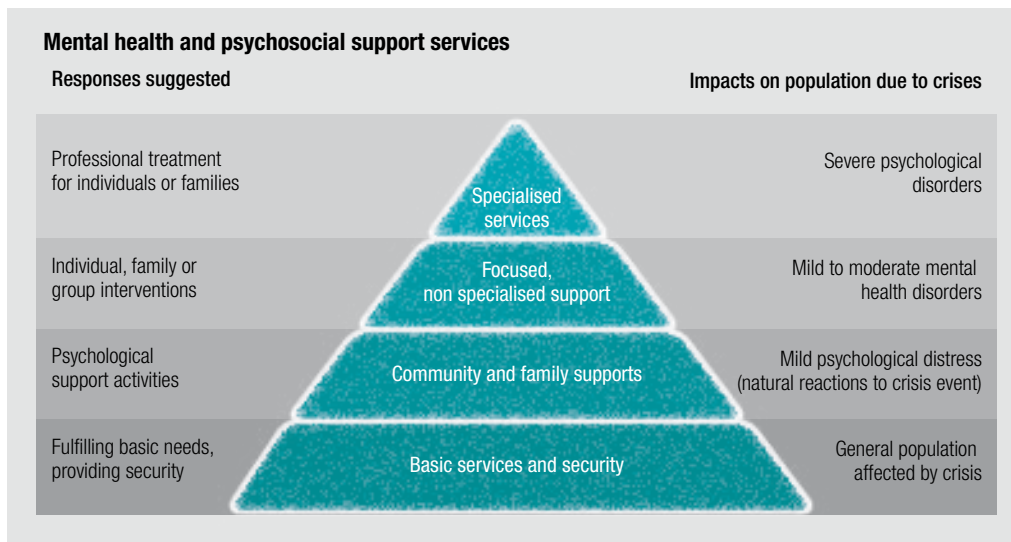 Mental health and psychosocial support services
Responses suggested
Impacts on population due to crises
Professional treatment
for individuals or families
Specialised
services
Severe psychological
disorders
Individual, family or
group interventions
Focused,
non specialised support
Mild to moderate mental
health disorders
Psychological
support activities
Community and family supports
Mild psychological distress
(natural reactions to crisis event)
Fulfilling basic needs,
providing security
Basic services and security
General population
affected by crisis